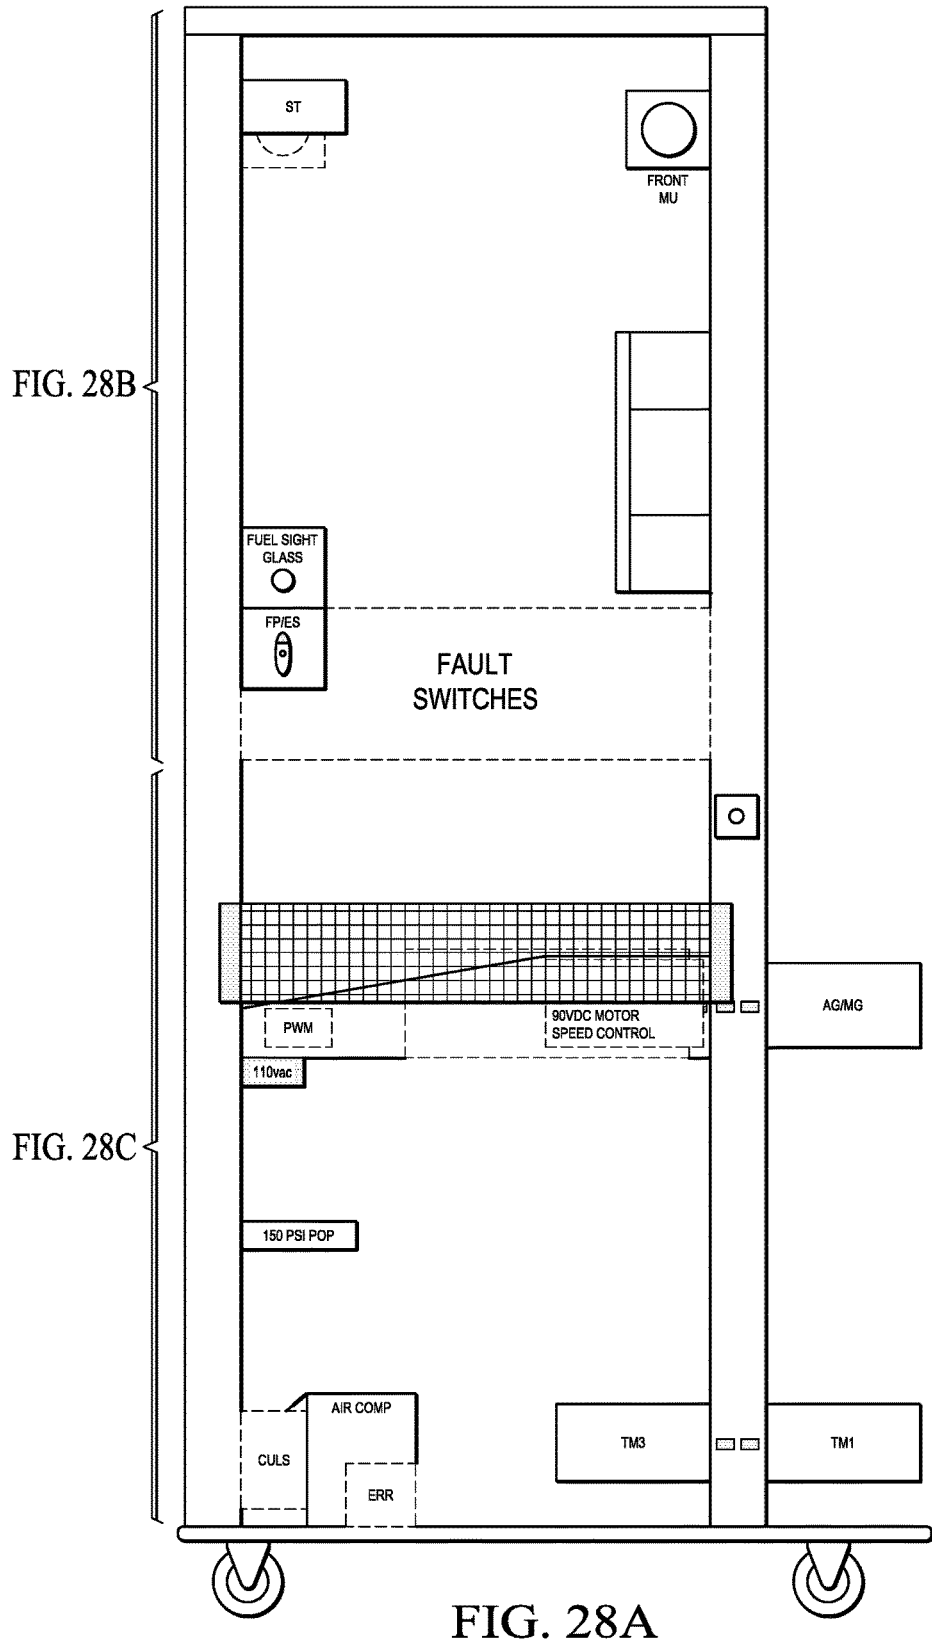 ST
FRONT
MU
FIG. 28B
FUEL SIGHT
GLASS
FP/ES
FAULT
SWITCHES
AG/MG
PWM
90VDC MOTOR
SPEED CONTROL
110vac
FIG. 28C
150 PSI POP
AIR COMP
TM3
TM1
CULS
ERR
FIG. 28A